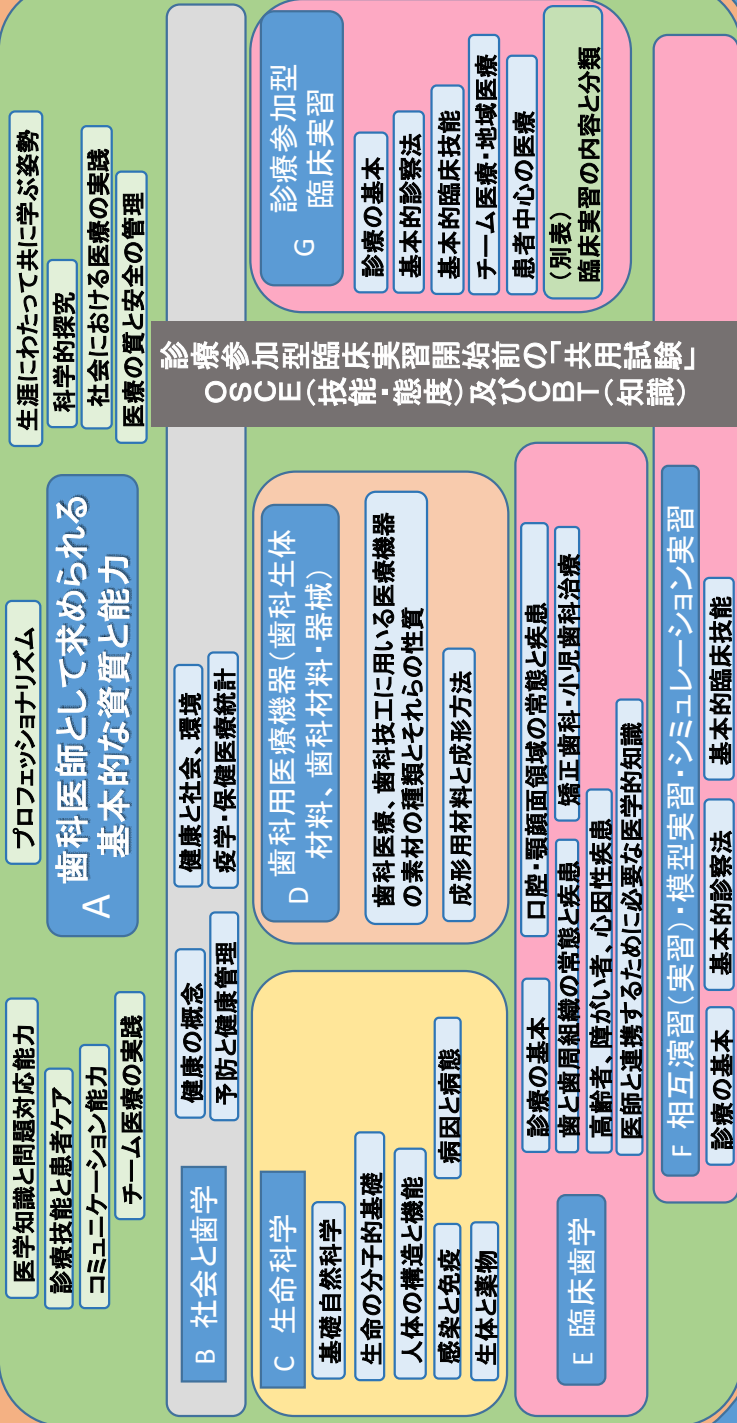 プロフェッショナリズム
A 歯科医師として求められる
基本的な資質と能力
医学知識と問題対応能力
診療技能と患者ケア
コミュニケーション能力
チーム医療の実践
生涯にわたって共に学ぶ姿勢
科学的探究
社会における医療の実践
医療の質と安全の管理
B 社会と歯学
健康の概念
予防と健康管理
健康と社会、環境
疫学・保健医療統計
C 生命科学
基礎自然科学
生命の分子的基礎
人体の構造と機能
感染と免疫
病因と病態
生体と薬物
D 歯科用医療機器(歯科生体
材料、歯科材料・器械)
歯科医療、歯科技工に用いる医療機器
の素材の種類とそれらの性質
成形用材料と成形方法
E 臨床歯学
診療の基本
口腔・顎顔面領域の常態と疾患
歯と歯周組織の常態と疾患
矯正歯科・小児歯科治療
高齢者、障がい者、心因性疾患
医師と連携するために必要な医学的知識
F 相互演習(実習)・模型実習・シミュレーション実習
診療の基本
基本的診察法
基本的臨床技能
診療参加型臨床実習開始前の「共用試験」
OSCE(技能・態度)及びCBT(知識)
G 診療参加型
臨床実習
診療の基本
基本的診察法
基本的臨床技能
チーム医療・地域医療
患者中心の医療
(別表)
臨床実習の内容と分類